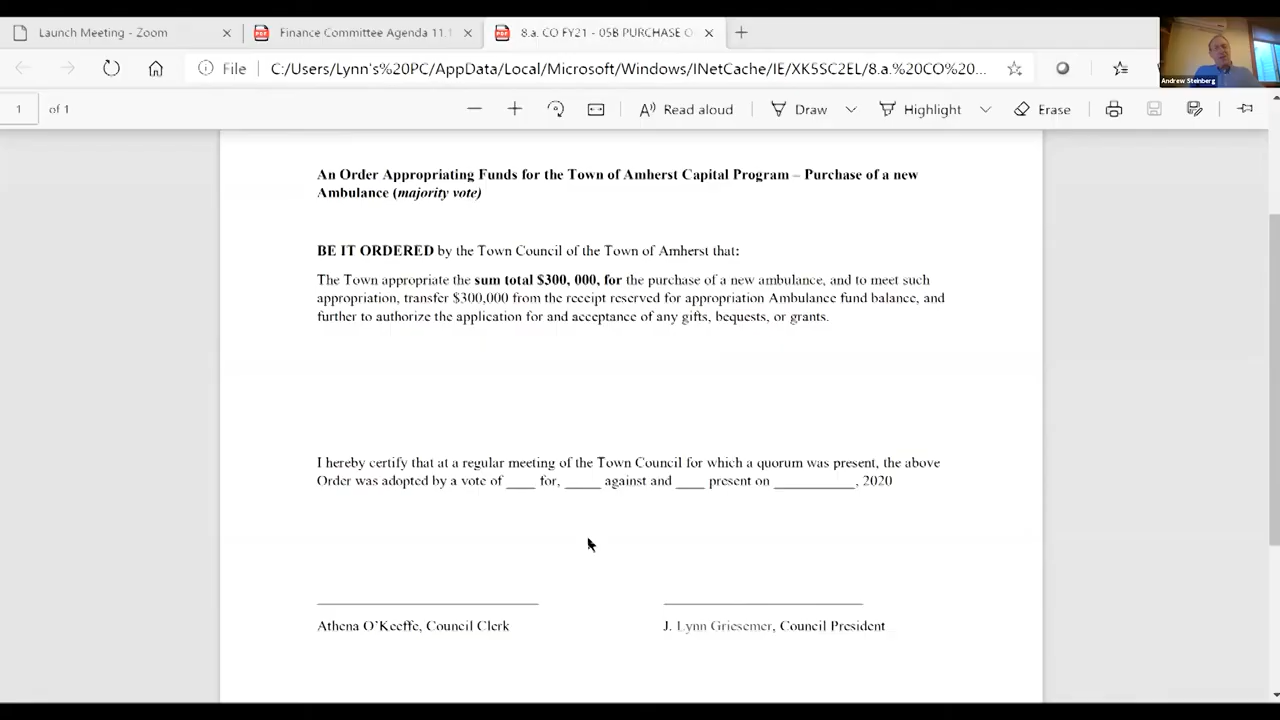 Launch Meeting - Zoom
Finance Committee Agenda 11.1
8.a. CO FY21 - 05B PURCHASE O
File
C:/Users/Lynn's%20PC/AppData/Local/Microsoft/Windows/INetCache/IE/XK5SC2EL/8.a.%20CO%20...
Andrew Steinberg
1 of 1
Read aloud
Draw
Highlight
Erase
An Order Appropriating Funds for the Town of Amherst Capital Program – Purchase of a new
Ambulance (majority vote)
BE IT ORDERED by the Town Council of the Town of Amherst that:
The Town appropriate the sum total $300, 000, for the purchase of a new ambulance, and to meet such
appropriation, transfer $300,000 from the receipt reserved for appropriation Ambulance fund balance, and
further to authorize the application for and acceptance of any gifts, bequests, or grants.
I hereby certify that at a regular meeting of the Town Council for which a quorum was present, the above
Order was adopted by a vote of ____ for, _____ against and ____ present on ___________, 2020
Athena O'Keeffe, Council Clerk
J. Lynn Griesemer, Council President